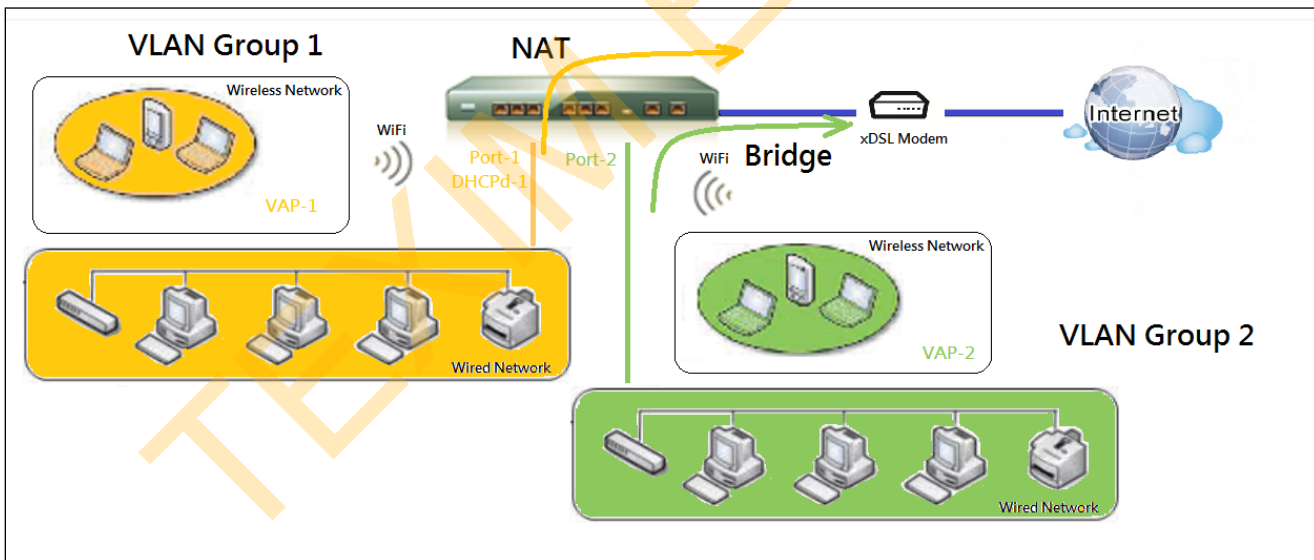 VLAN Group 1
NAT
Wireless Network
WiFi
VAP-1
Port-1
DHCPd-1
Port-2
WiFi
Bridge
xDSL Modem
Internet
Wired Network
Wireless Network
VAP-2
VLAN Group 2
Wired Network
TEXIM E